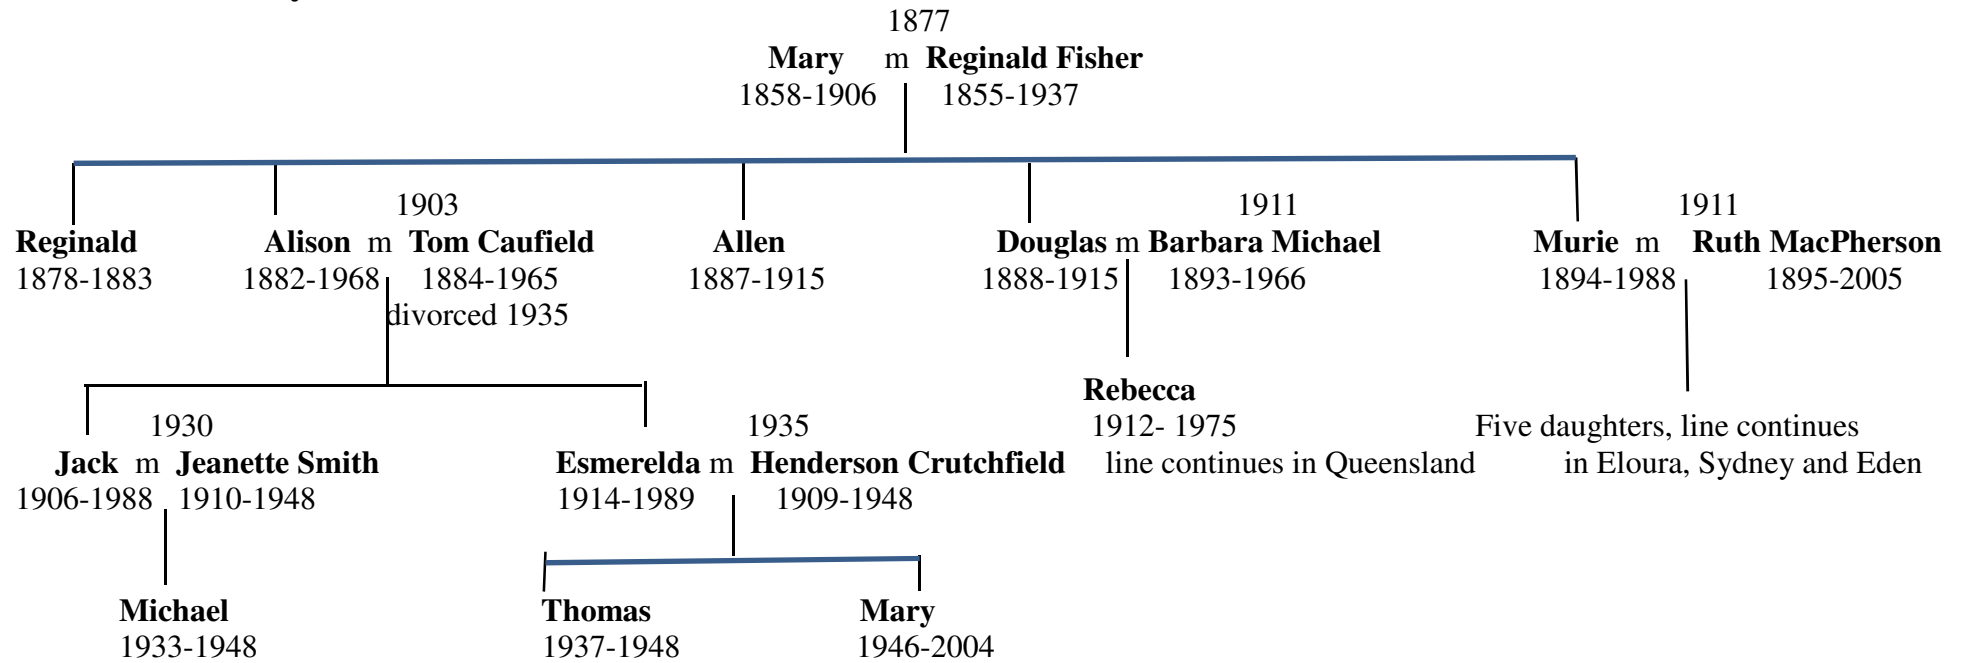 1877
Mary m Reginald Fisher
1858-1906 1855-1937
1903 1911 1911
Reginald Alison m Tom Caufield Allen Douglas m Barbara Michael Murie m Ruth MacPherson
1878-1883 1882-1968 1884-1965 1887-1915 1888-1915 1893-1966 1894-1988 1895-2005
divorced 1935
Rebecca
1930 1935 1912- 1975 Five daughters, line continues
Jack m Jeanette Smith Esmerelda m Henderson Crutchfield line continues in Queensland in Eloura, Sydney and Eden
1906-1988 1910-1948 1914-1989 1909-1948
Michael Thomas Mary
1933-1948 1937-1948 1946-2004